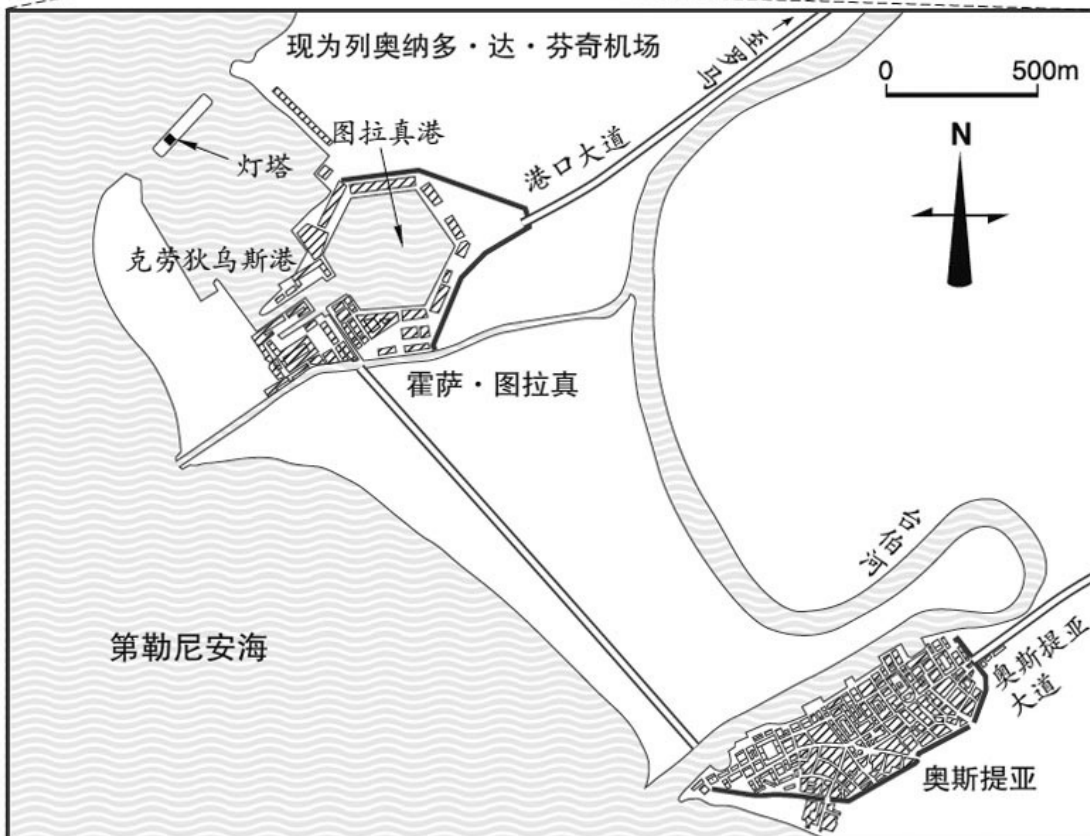 现为列奥纳多·达·芬奇机场
↑至罗马
0 500m
图拉真港
灯塔
港口大道
N
克劳狄乌斯港
霍萨·图拉真
台伯河
第勒尼安海
奥斯提亚
大道
奥斯提亚